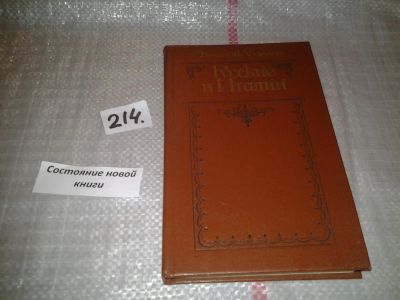 Русские
в Италии
214.
Состояние новой
книги